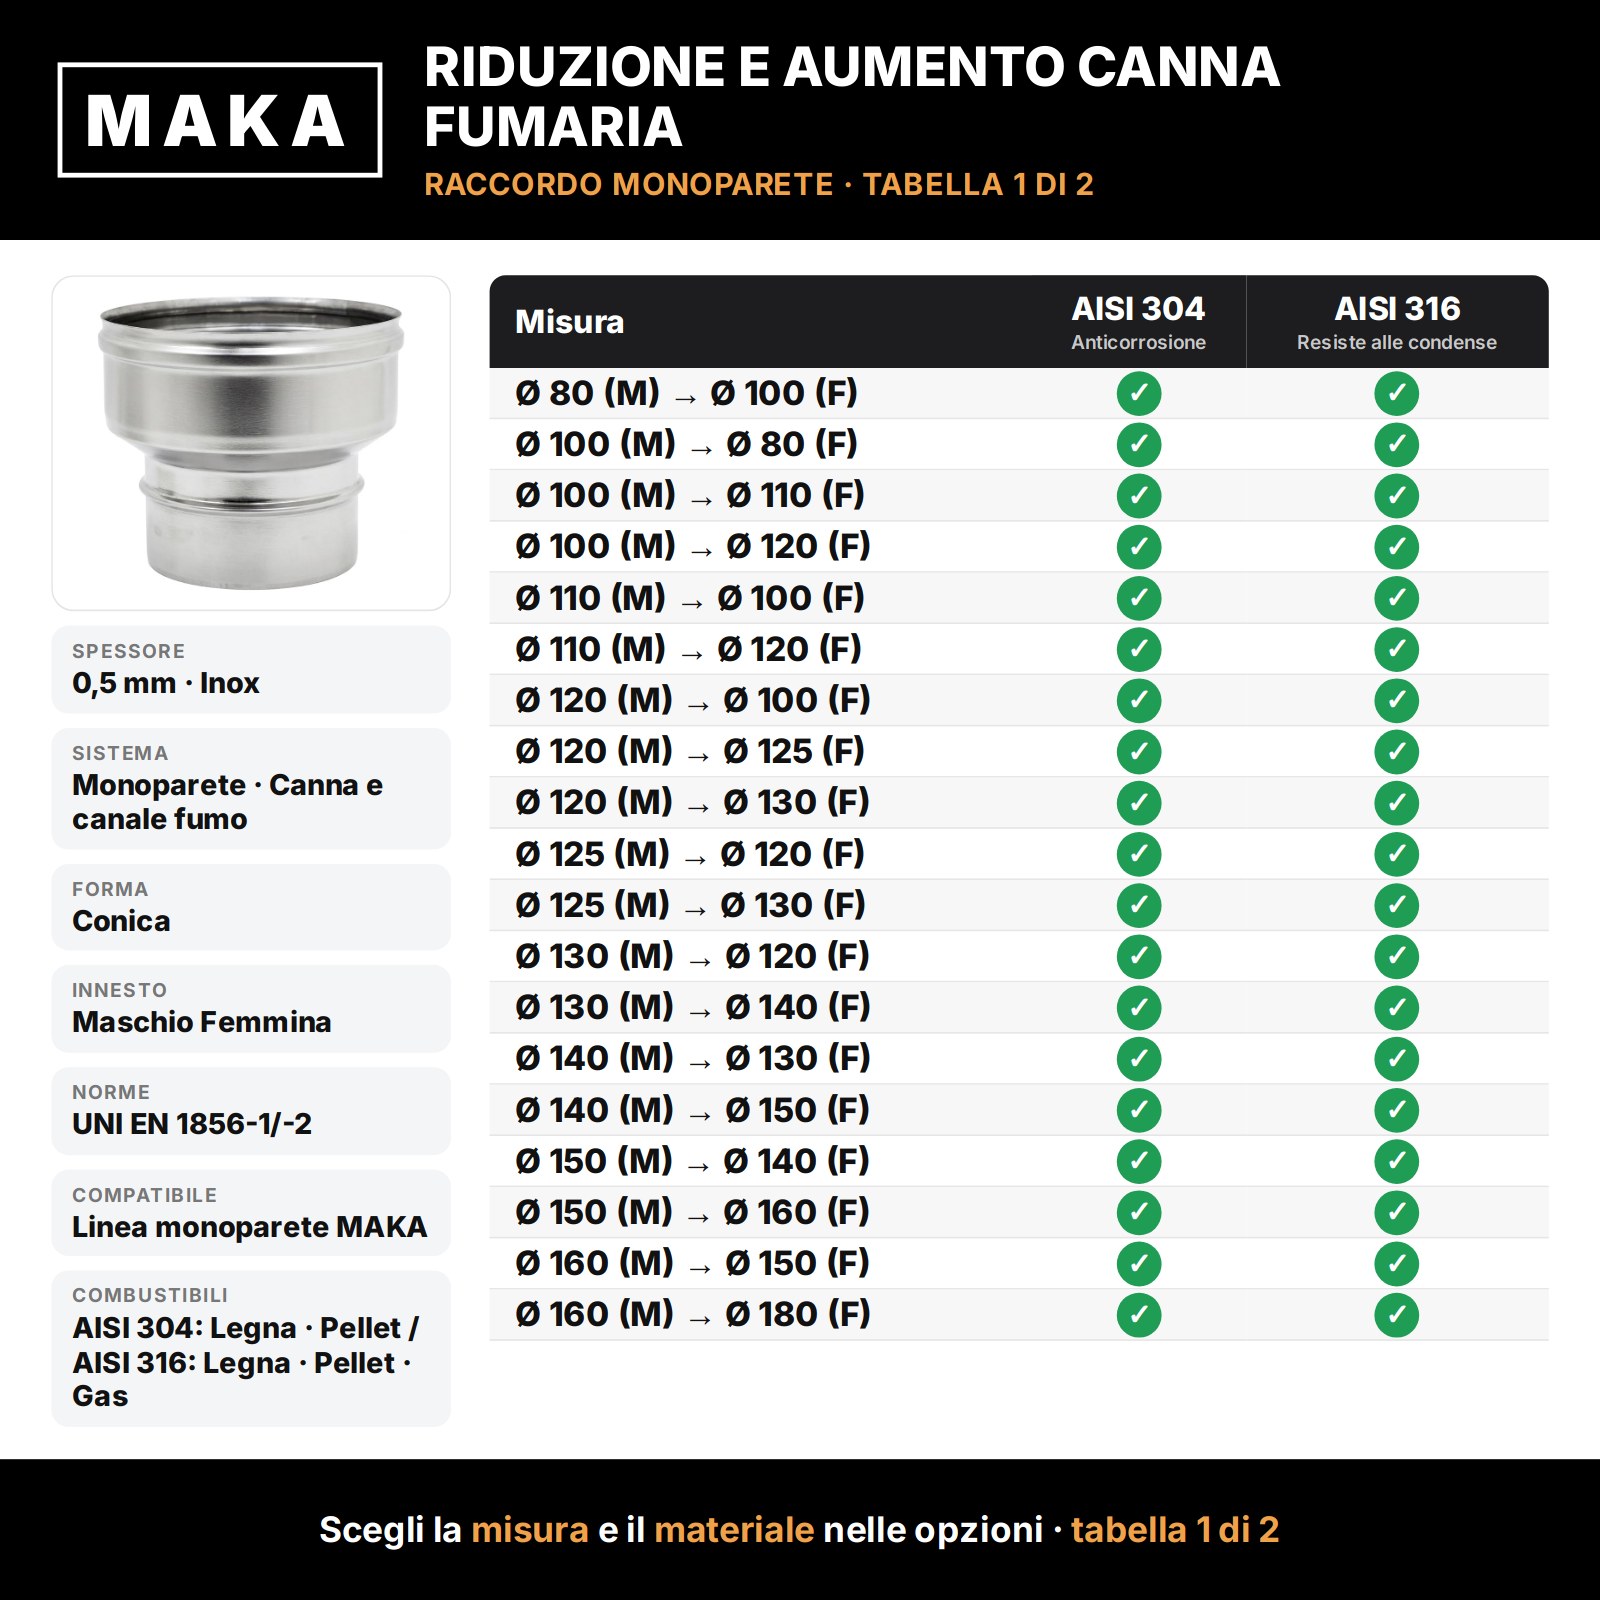 MAKA
RIDUZIONE E AUMENTO CANNA
FUMARIA
RACCORDO MONOPARETE · TABELLA 1 DI 2
SPESSORE
0,5 mm · Inox
SISTEMA
Monoparete · Canna e
canale fumo
FORMA
Conica
INNESTO
Maschio Femmina
NORME
UNI EN 1856-1/-2
COMPATIBILE
Linea monoparete MAKA
COMBUSTIBILI
AISI 304: Legna · Pellet /
AISI 316: Legna · Pellet ·
Gas
Misura AISI 304 AISI 316
Anticorrosione Resiste alle condense
Ø 80 (M) → Ø 100 (F) ✓ ✓
Ø 100 (M) → Ø 80 (F) ✓ ✓
Ø 100 (M) → Ø 110 (F) ✓ ✓
Ø 100 (M) → Ø 120 (F) ✓ ✓
Ø 110 (M) → Ø 100 (F) ✓ ✓
Ø 110 (M) → Ø 120 (F) ✓ ✓
Ø 120 (M) → Ø 100 (F) ✓ ✓
Ø 120 (M) → Ø 125 (F) ✓ ✓
Ø 120 (M) → Ø 130 (F) ✓ ✓
Ø 125 (M) → Ø 120 (F) ✓ ✓
Ø 125 (M) → Ø 130 (F) ✓ ✓
Ø 130 (M) → Ø 120 (F) ✓ ✓
Ø 130 (M) → Ø 140 (F) ✓ ✓
Ø 140 (M) → Ø 130 (F) ✓ ✓
Ø 140 (M) → Ø 150 (F) ✓ ✓
Ø 150 (M) → Ø 140 (F) ✓ ✓
Ø 150 (M) → Ø 160 (F) ✓ ✓
Ø 160 (M) → Ø 150 (F) ✓ ✓
Ø 160 (M) → Ø 180 (F) ✓ ✓
Scegli la misura e il materiale nelle opzioni · tabella 1 di 2